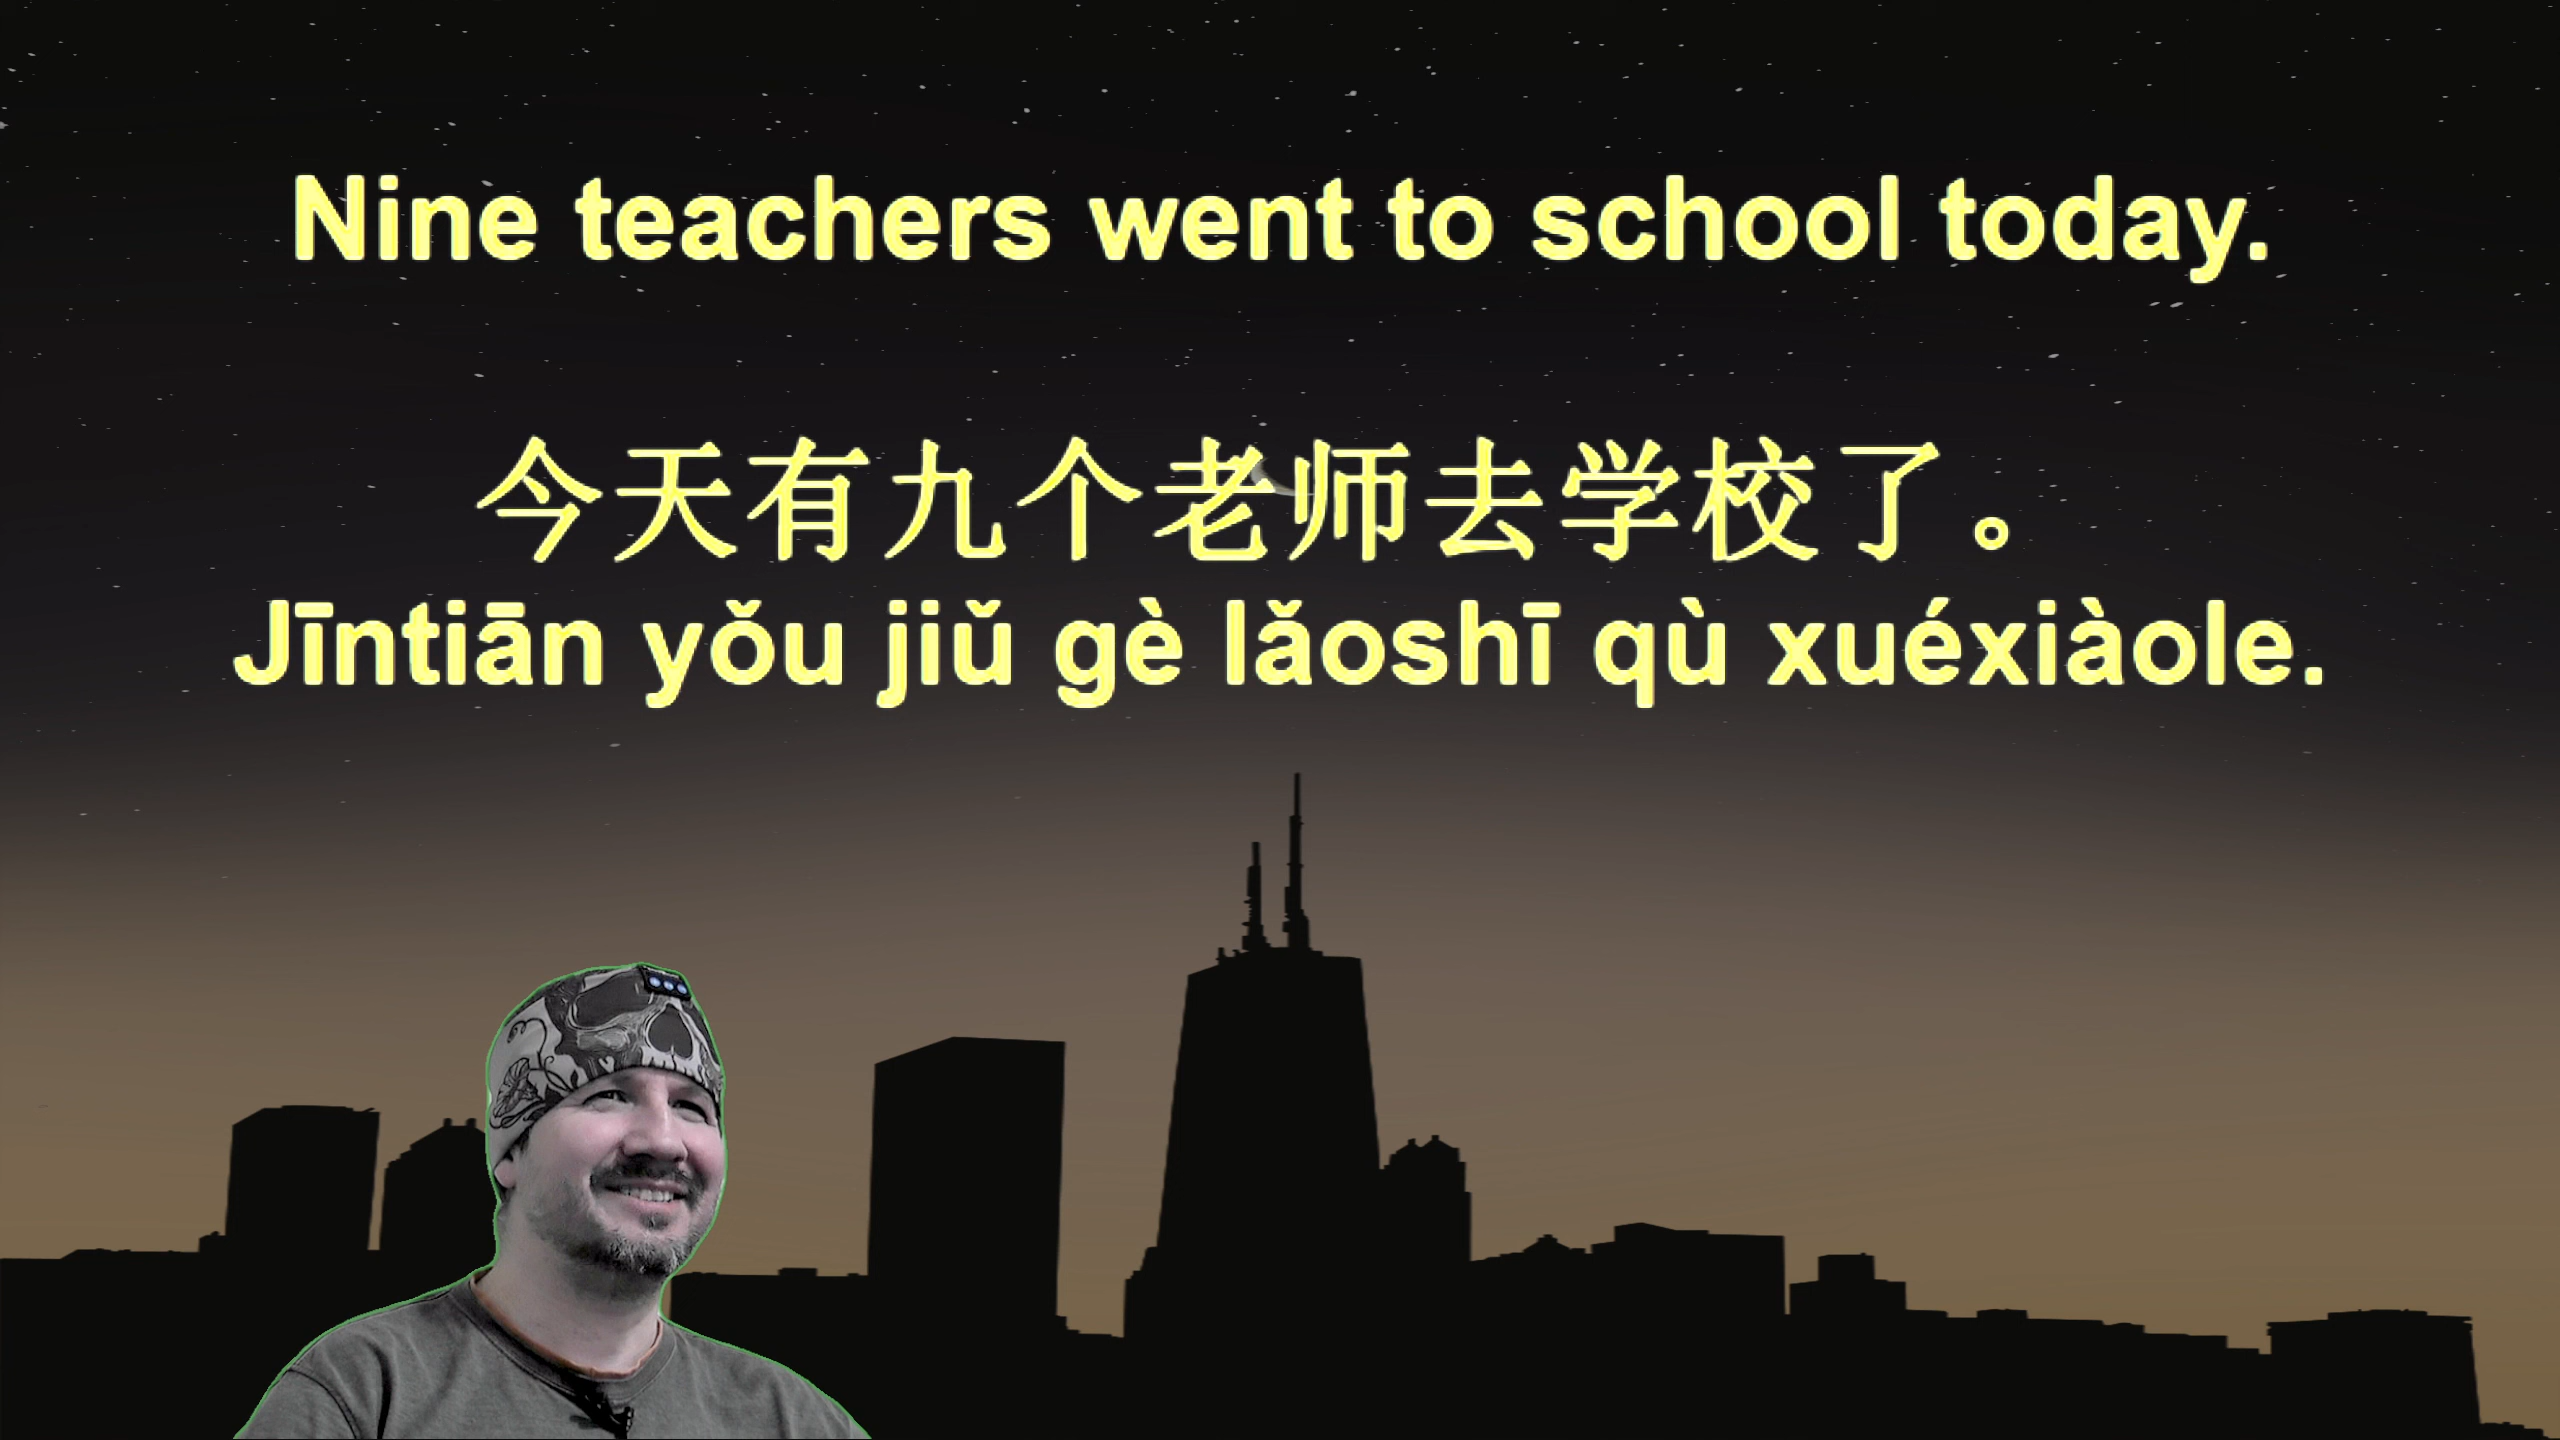 Nine teachers went to school today.
今天有九个老师去学校了。
Jīntiān yǒu jiǔ gè lǎoshī qù xuéxiàole.